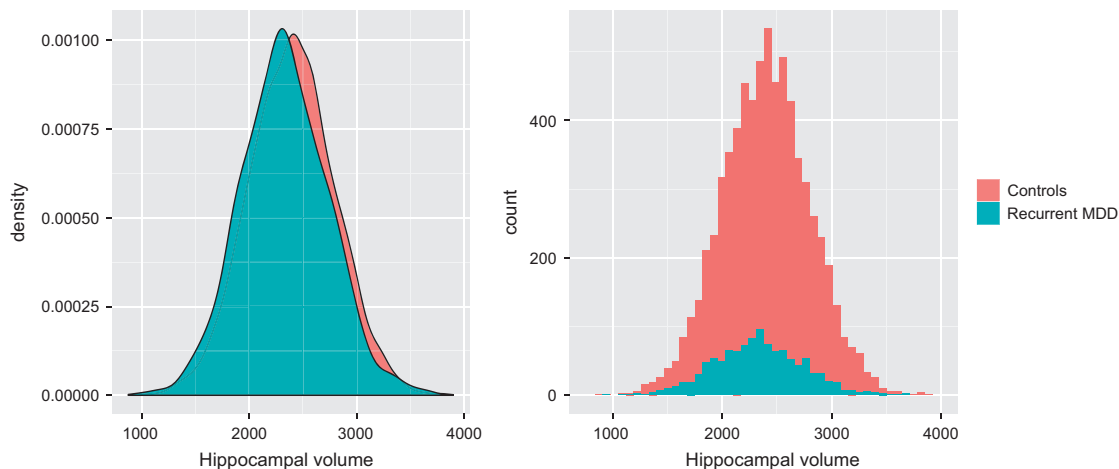 0.00100
0.00075
0.00050
0.00025
0.00000
density
1000 2000 3000 4000
Hippocampal volume
400
200
0
count
1000 2000 3000 4000
Hippocampal volume
Controls
Recurrent MDD